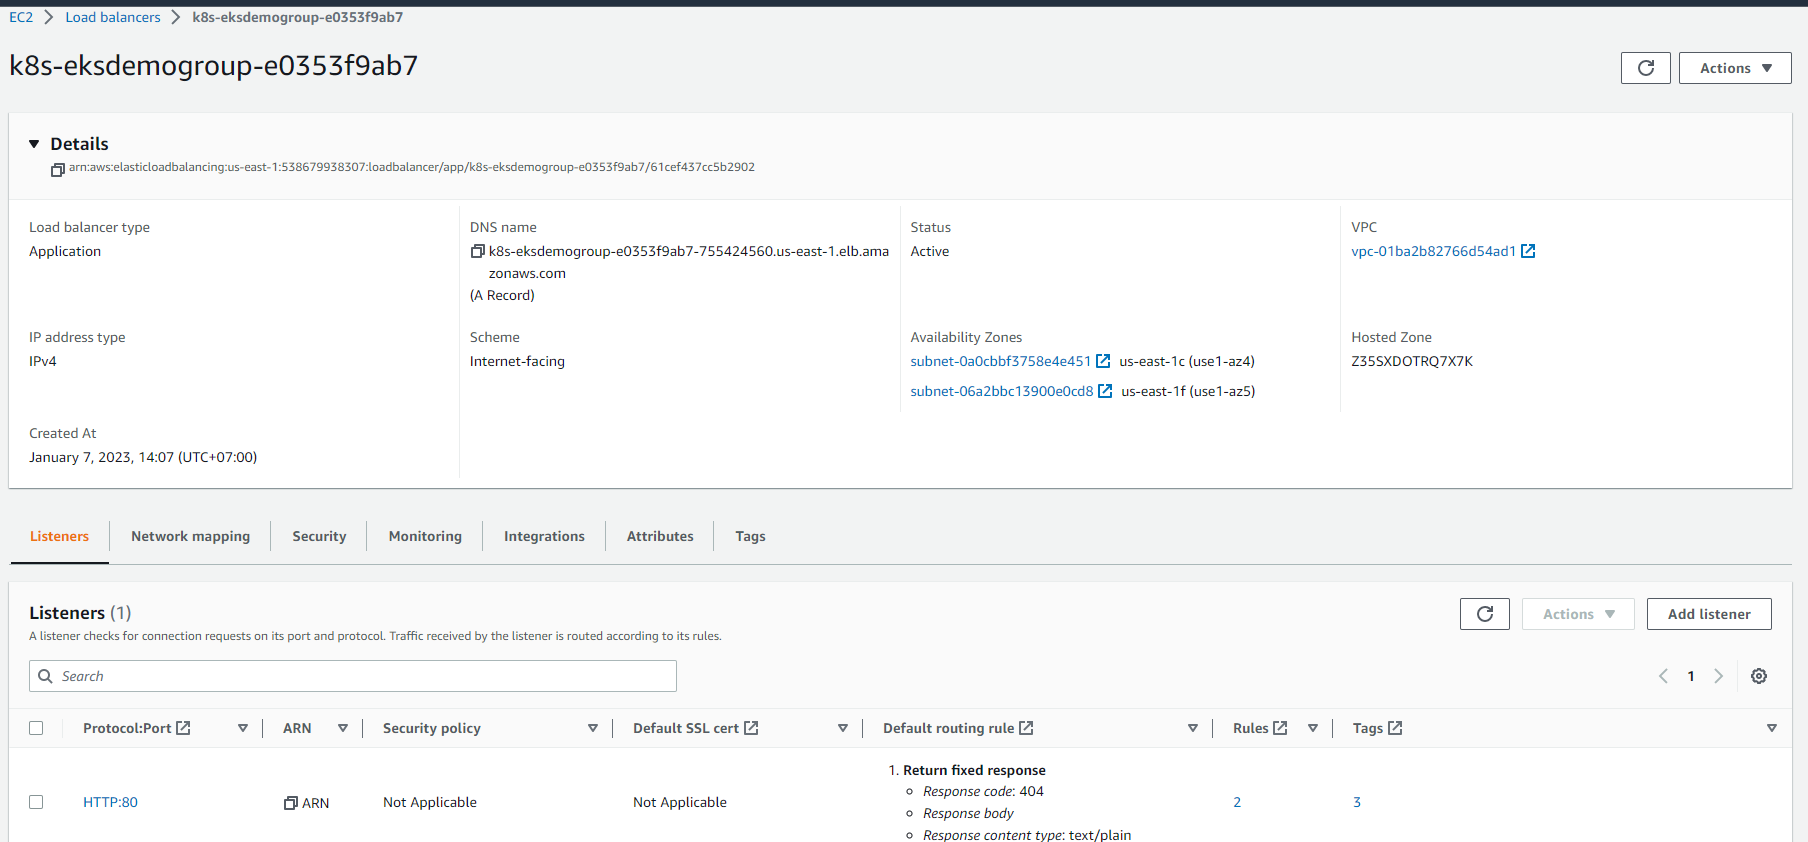 EC2 > Load balancers > k8s-eksdemogroup-e0353f9ab7
k8s-eksdemogroup-e0353f9ab7
Actions
Details
arn:aws:elasticloadbalancing:us-east-1:538679938307:loadbalancer/app/k8s-eksdemogroup-e0353f9ab7/61cef437cc5b2902
Load balancer type
Application
DNS name
k8s-eksdemogroup-e0353f9ab7-755424560.us-east-1.elb.ama
zonaws.com
(A Record)
Status
Active
VPC
vpc-01ba2b82766d54ad1
IP address type
IPv4
Scheme
Internet-facing
Availability Zones
subnet-0a0cbbf3758e4e451 us-east-1c (use1-az4)
subnet-06a2bbc13900e0cd8 us-east-1f (use1-az5)
Hosted Zone
Z35SXDOTRQ7X7K
Created At
January 7, 2023, 14:07 (UTC+07:00)
Listeners Network mapping Security Monitoring Integrations Attributes Tags
Listeners (1)
A listener checks for connection requests on its port and protocol. Traffic received by the listener is routed according to its rules.
Actions
Add listener
Search
1
Protocol:Port ARN Security policy Default SSL cert Default routing rule Rules Tags
HTTP:80 ARN Not Applicable Not Applicable
1. Return fixed response
Response code: 404
Response body
Response content type: text/plain
2
3